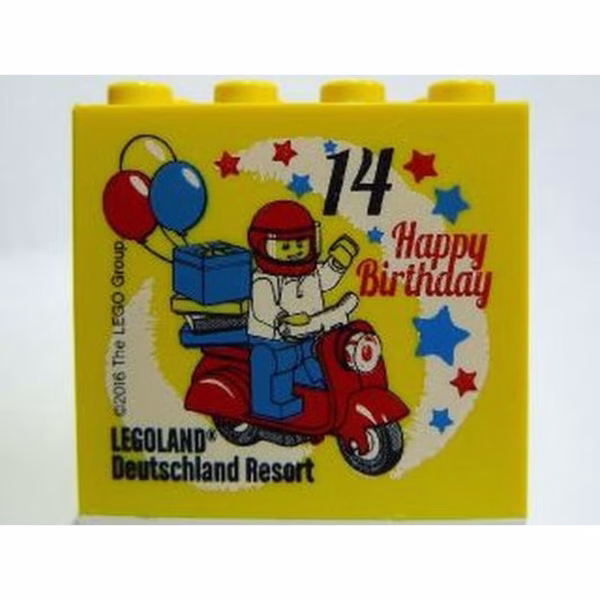 14
Happy
Birthday
©2016 The LEGO Group
LEGOLAND®
Deutschland Resort